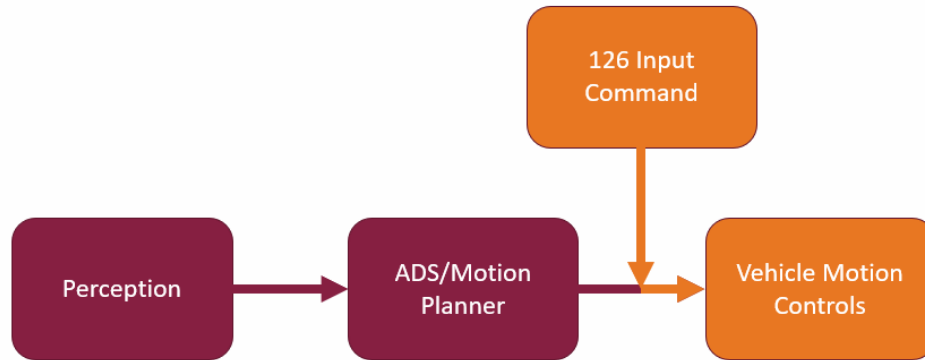 126 Input
Command
Perception
ADS/Motion
Planner
Vehicle Motion
Controls